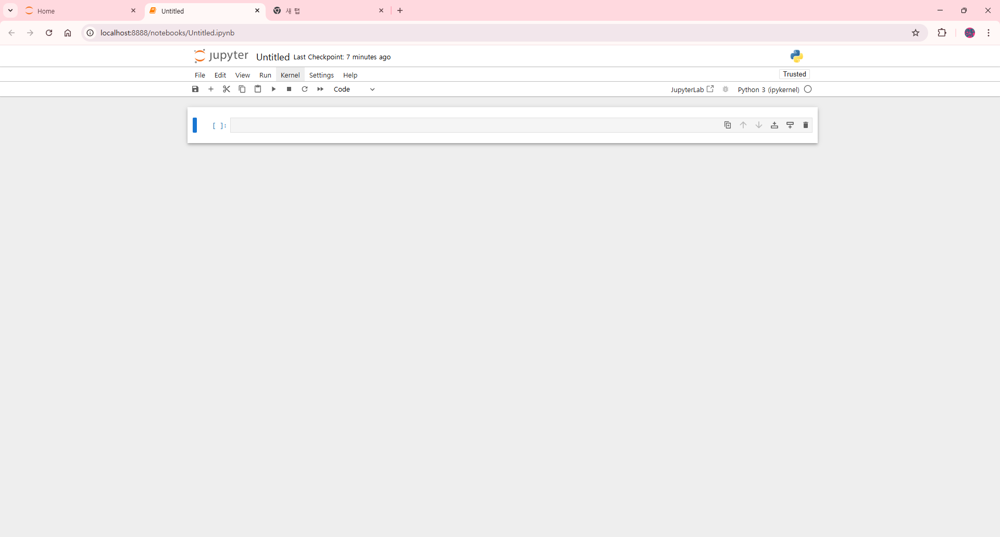 Home
Untitled
새 탭
localhost:8888/notebooks/Untitled.ipynb
jupyter Untitled Last Checkpoint: 7 minutes ago
File Edit View Run Kernel Settings Help
Trusted
Code
JupyterLab
Python 3 (ipykernel)
[ ]: